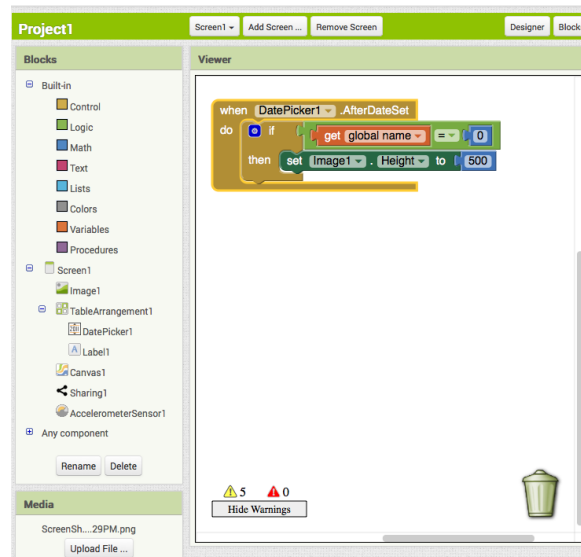 Project1
Screen1 Add Screen ... Remove Screen Designer Block
Blocks
Viewer
Built-in
Control
Logic
Math
Text
Lists
Colors
Variables
Procedures
Screen1
Image1
TableArrangement1
DatePicker1
Label1
Canvas1
Sharing1
AccelerometerSensor1
Any component
Rename Delete
Media
ScreenSh....29PM.png
Upload File ...
when DatePicker1 .AfterDateSet
do if get global name = 0
then set Image1 . Height to 500
5 0
Hide Warnings